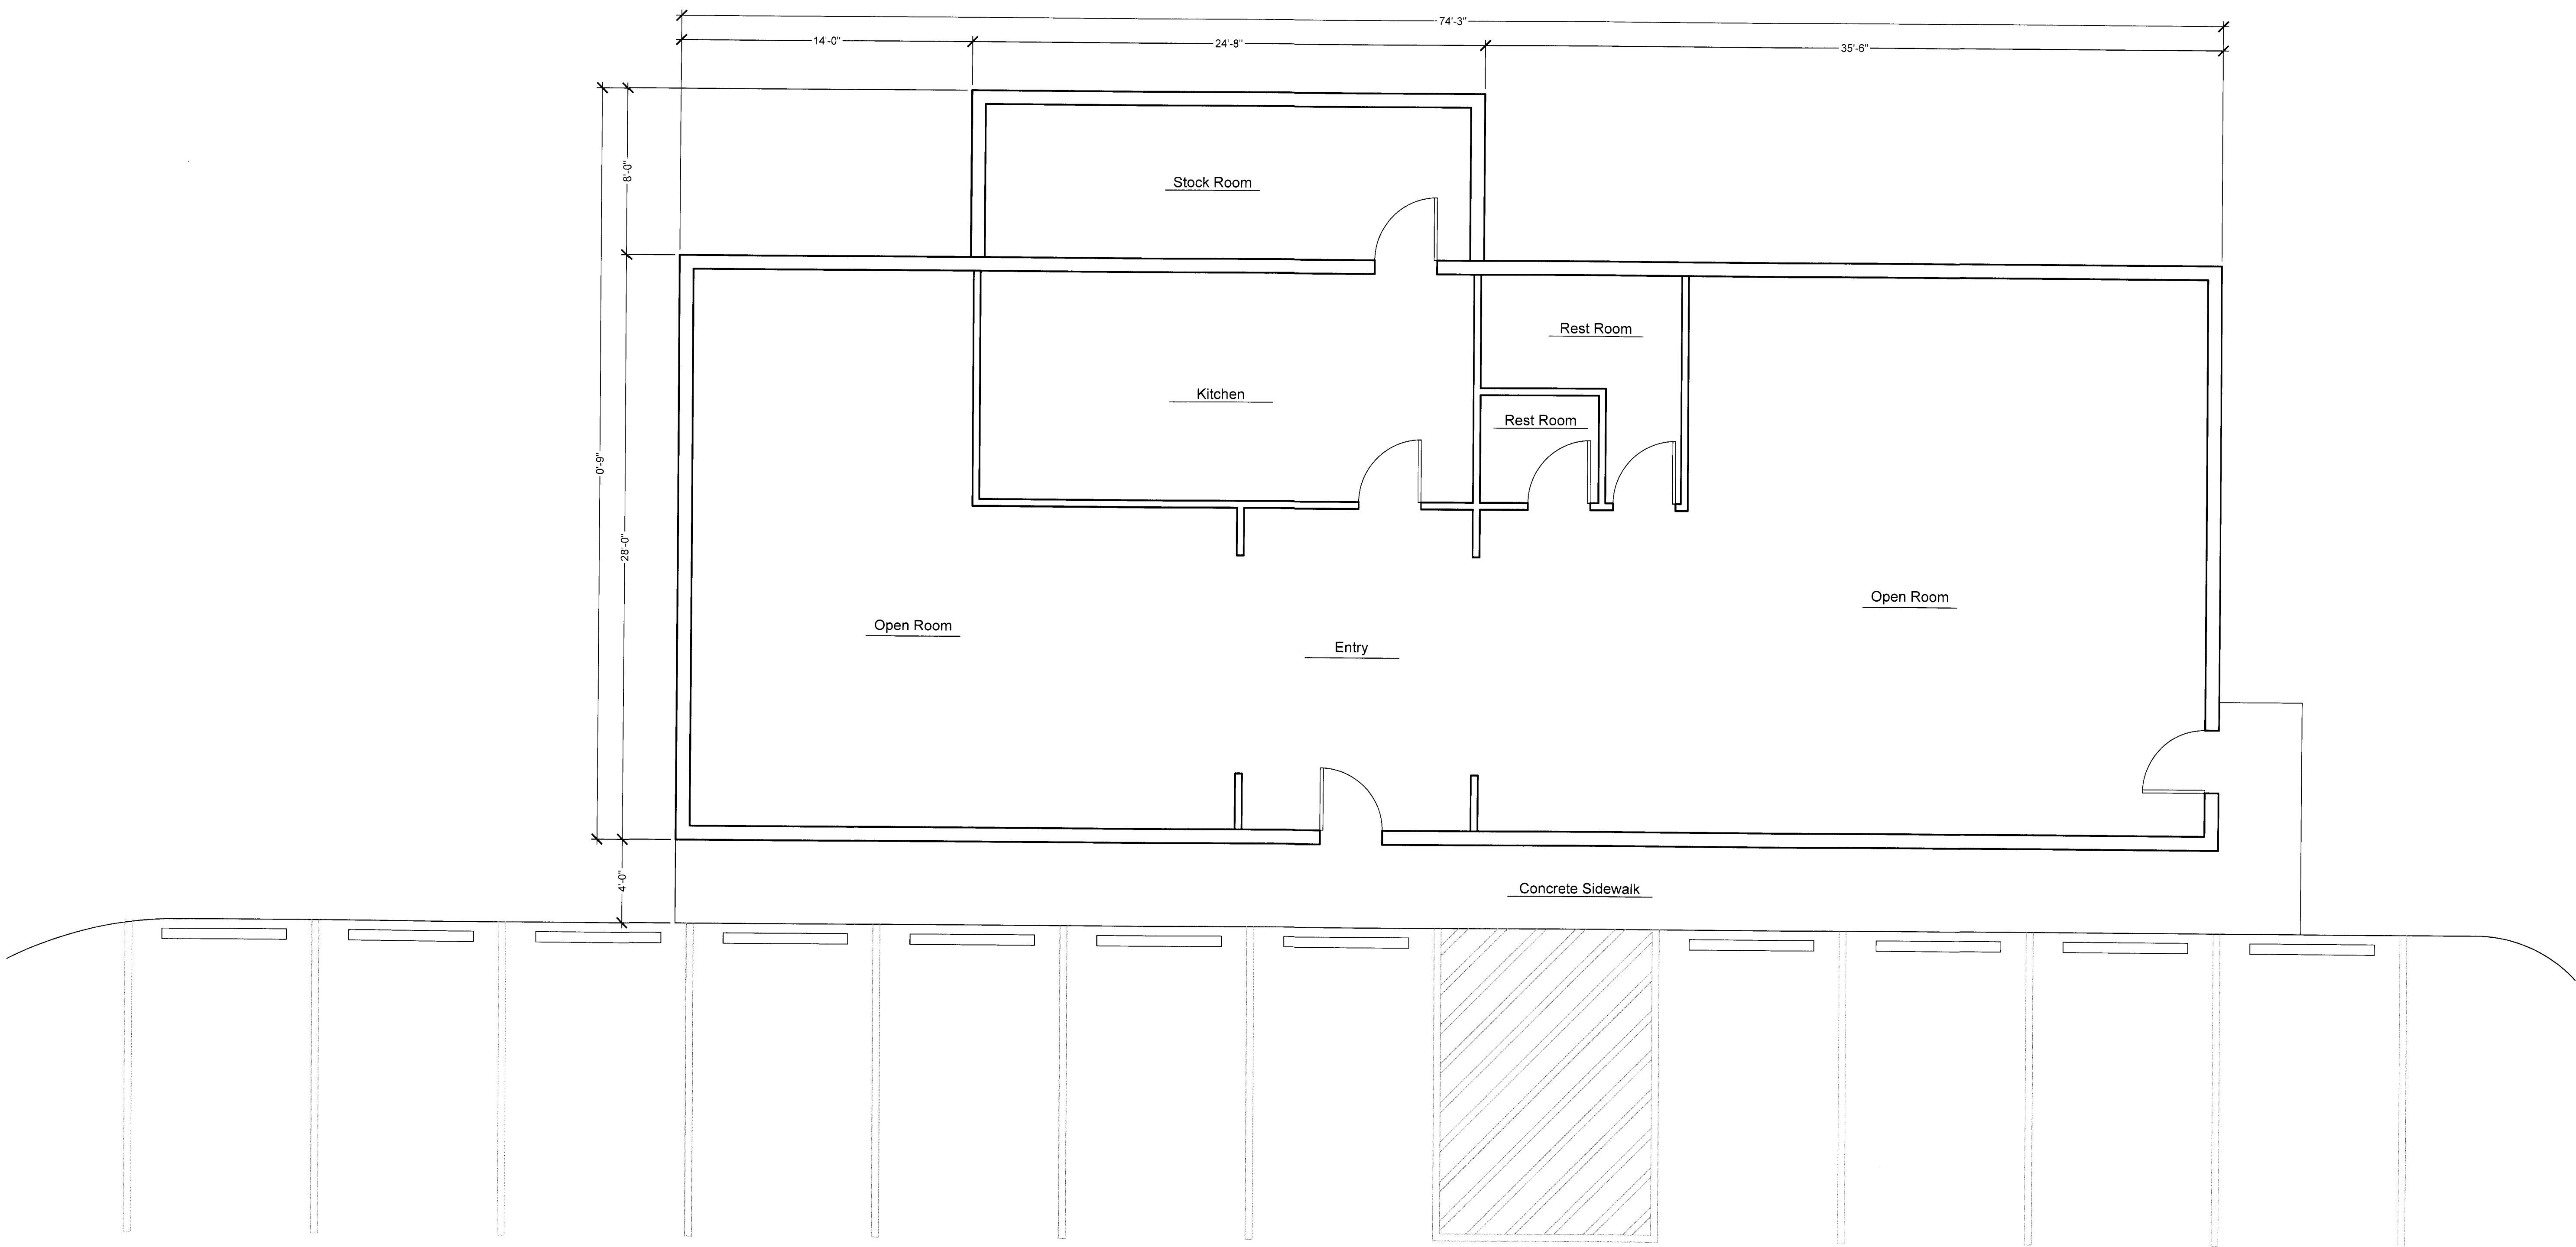 74'-3"
14'-0"
24'-8"
35'-6"
8'-0"
Stock Room
Rest Room
Kitchen
Rest Room
0'-9"
28'-0"
Open Room
Open Room
Entry
4'-0"
Concrete Sidewalk